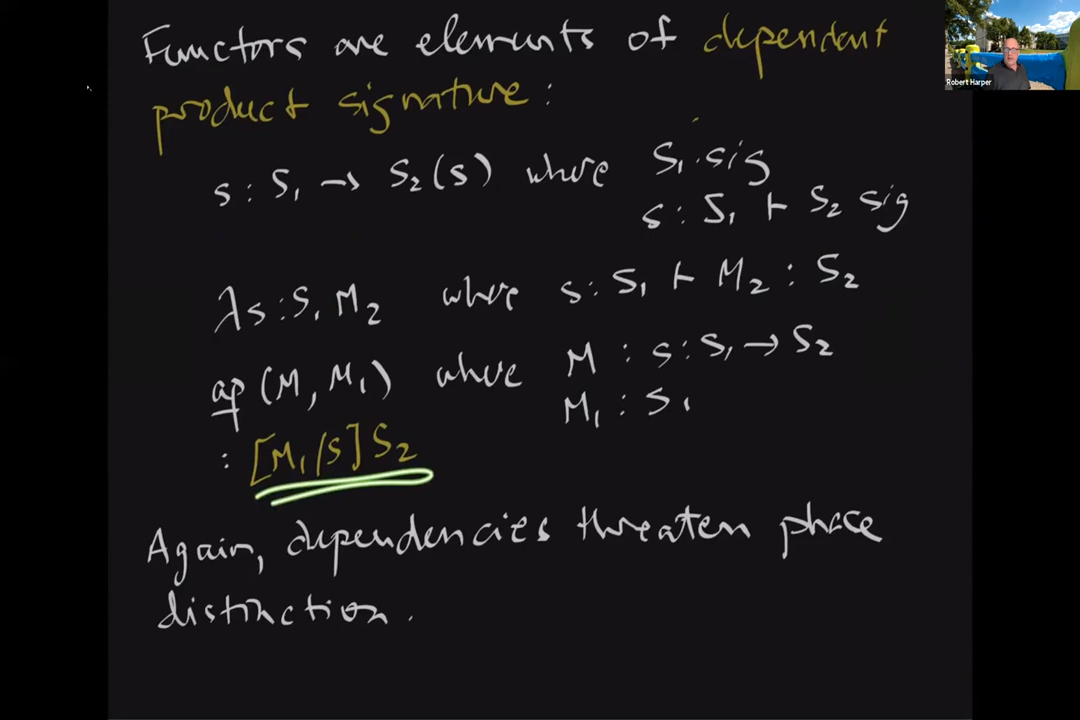 Functors are elements of dependent
product signature:
s : S₁ → S₂(s) where S₁ sig
s : S₁ ⊢ S₂ sig
λs:S₁ M₂ where s : S₁ ⊢ M₂ : S₂
ap(M, M₁) where M : s : S₁ → S₂
M₁ : S₁
: [M₁/s] S₂
Again, dependencies threaten phase
distinction.
Robert Harper